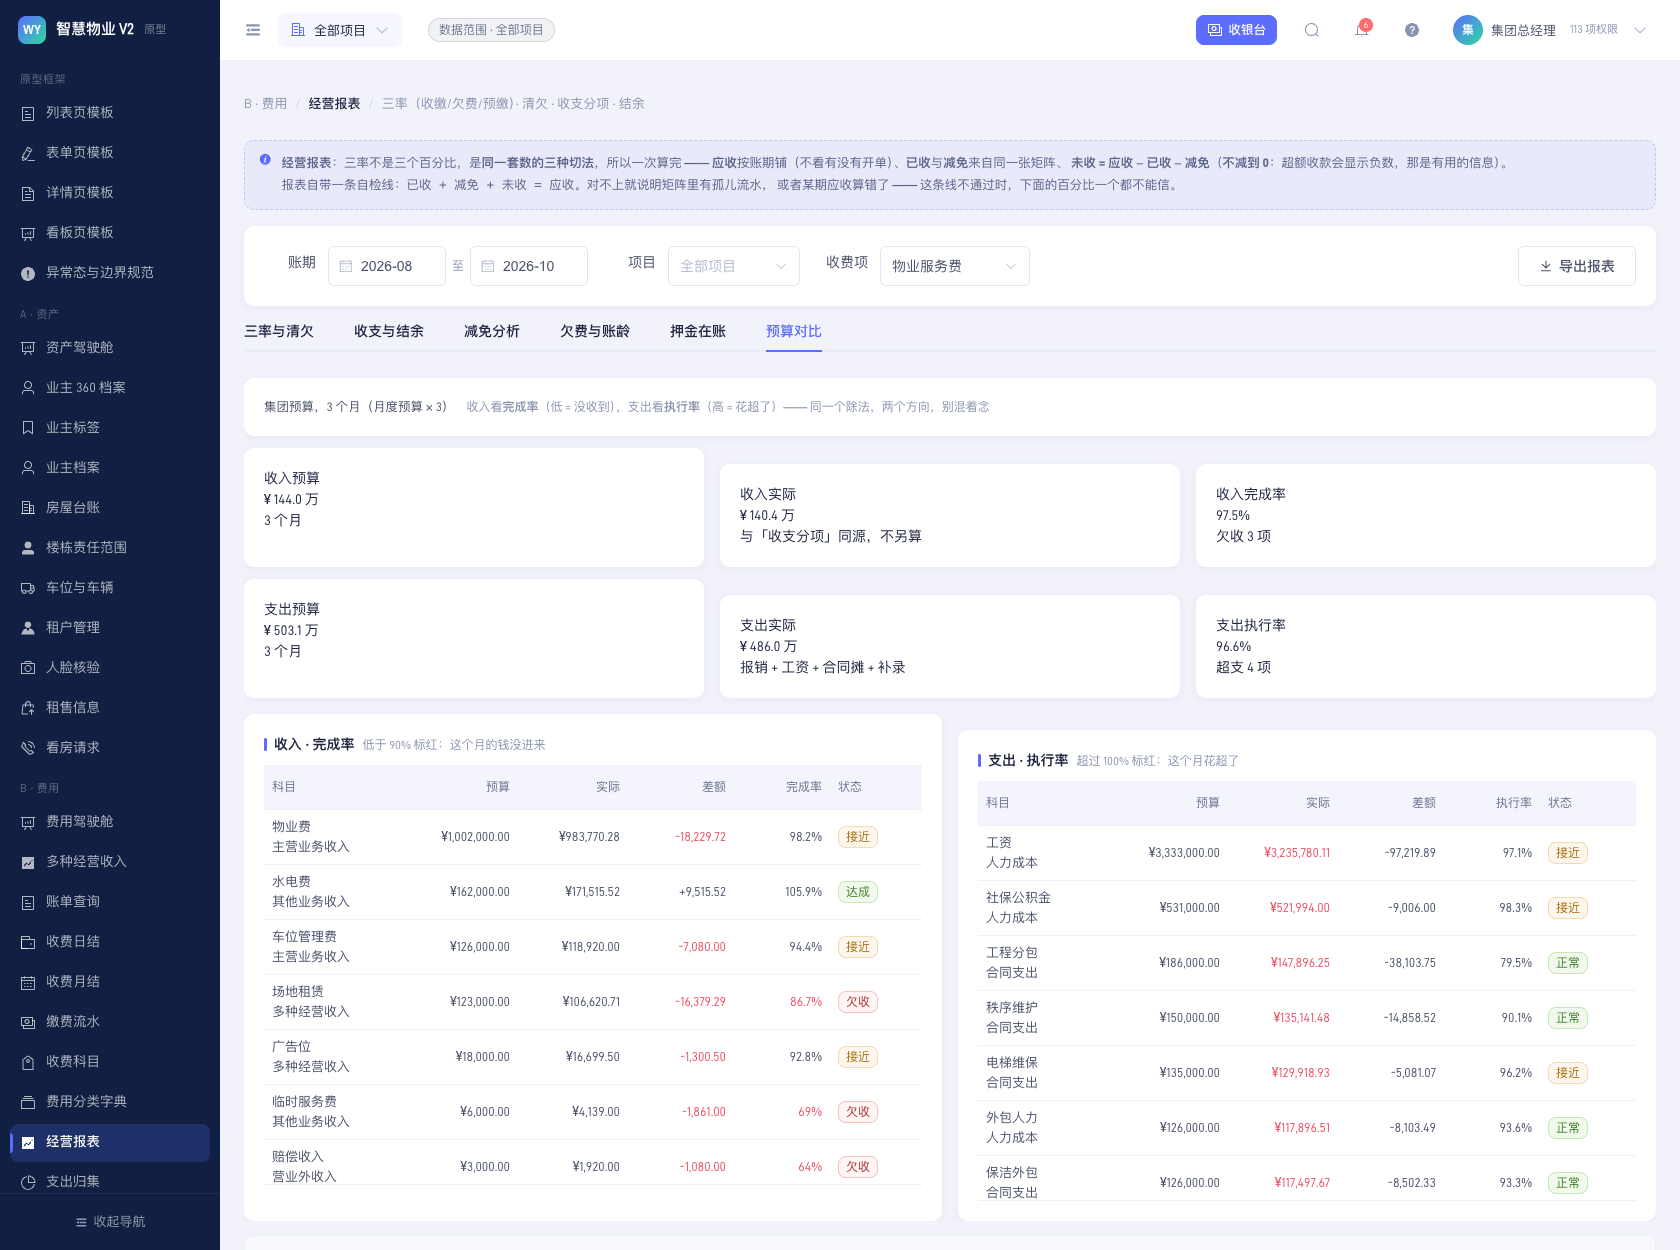 WY 智慧物业 V2 原型
原型框架
列表页模板
表单页模板
详情页模板
看板页模板
异常态与边界规范
A · 资产
资产驾驶舱
业主 360 档案
业主标签
业主档案
房屋台账
楼栋责任范围
车位与车辆
租户管理
人脸核验
租售信息
看房请求
B · 费用
费用驾驶舱
多种经营收入
账单查询
收费日结
收费月结
缴费流水
收费科目
费用分类字典
经营报表
支出归集
收起导航
全部项目 数据范围 · 全部项目 收银台 6 集 集团总经理 113 项权限
B · 费用 / 经营报表 / 三率（收缴/欠费/预缴）· 清欠 · 收支分项 · 结余
经营报表：三率不是三个百分比，是同一套数的三种切法，所以一次算完 —— 应收按账期铺（不看有没有开单）、已收与减免来自同一张矩阵、 未收 = 应收 − 已收 − 减免（不减到 0：超额收款会显示负数，那是有用的信息）。
报表自带一条自检线：已收 + 减免 + 未收 = 应收。对不上就说明矩阵里有孤儿流水， 或者某期应收算错了 —— 这条线不通过时，下面的百分比一个都不能信。
账期 2026-08 至 2026-10 项目 全部项目 收费项 物业服务费 导出报表
三率与清欠 收支与结余 减免分析 欠费与账龄 押金在账 预算对比
集团预算，3 个月（月度预算 × 3） 收入看完成率（低 = 没收到），支出看执行率（高 = 花超了）—— 同一个除法，两个方向，别混着念
收入预算
¥ 144.0 万
3 个月
收入实际
¥ 140.4 万
与「收支分项」同源，不另算
收入完成率
97.5%
欠收 3 项
支出预算
¥ 503.1 万
3 个月
支出实际
¥ 486.0 万
报销 + 工资 + 合同摊 + 补录
支出执行率
96.6%
超支 4 项
收入 · 完成率 低于 90% 标红：这个月的钱没进来
科目 预算 实际 差额 完成率 状态
物业费
主营业务收入 ¥1,002,000.00 ¥983,770.28 -18,229.72 98.2% 接近
水电费
其他业务收入 ¥162,000.00 ¥171,515.52 +9,515.52 105.9% 达成
车位管理费
主营业务收入 ¥126,000.00 ¥118,920.00 -7,080.00 94.4% 接近
场地租赁
多种经营收入 ¥123,000.00 ¥106,620.71 -16,379.29 86.7% 欠收
广告位
多种经营收入 ¥18,000.00 ¥16,699.50 -1,300.50 92.8% 接近
临时服务费
其他业务收入 ¥6,000.00 ¥4,139.00 -1,861.00 69% 欠收
赔偿收入
营业外收入 ¥3,000.00 ¥1,920.00 -1,080.00 64% 欠收
支出 · 执行率 超过 100% 标红：这个月花超了
科目 预算 实际 差额 执行率 状态
工资
人力成本 ¥3,333,000.00 ¥3,235,780.11 -97,219.89 97.1% 接近
社保公积金
人力成本 ¥531,000.00 ¥521,994.00 -9,006.00 98.3% 接近
工程分包
合同支出 ¥186,000.00 ¥147,896.25 -38,103.75 79.5% 正常
秩序维护
合同支出 ¥150,000.00 ¥135,141.48 -14,858.52 90.1% 正常
电梯维保
合同支出 ¥135,000.00 ¥129,918.93 -5,081.07 96.2% 接近
外包人力
人力成本 ¥126,000.00 ¥117,896.51 -8,103.49 93.6% 正常
保洁外包
合同支出 ¥126,000.00 ¥117,497.67 -8,502.33 93.3% 正常